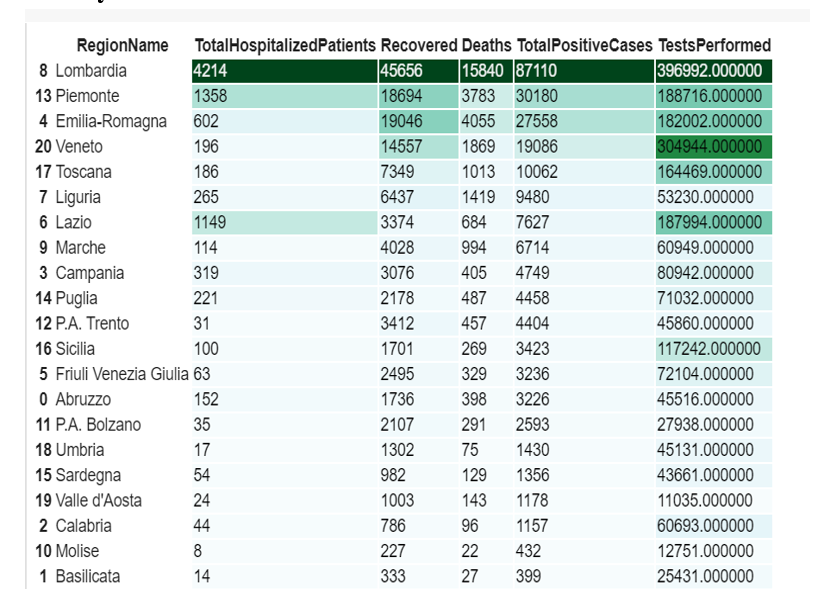 RegionName TotalHospitalizedPatients Recovered Deaths TotalPositiveCases TestsPerformed
8 Lombardia 4214 45656 15840 87110 396992.000000
13 Piemonte 1358 18694 3783 30180 188716.000000
4 Emilia-Romagna 602 19046 4055 27558 182002.000000
20 Veneto 196 14557 1869 19086 304944.000000
17 Toscana 186 7349 1013 10062 164469.000000
7 Liguria 265 6437 1419 9480 53230.000000
6 Lazio 1149 3374 684 7627 187994.000000
9 Marche 114 4028 994 6714 60949.000000
3 Campania 319 3076 405 4749 80942.000000
14 Puglia 221 2178 487 4458 71032.000000
12 P.A. Trento 31 3412 457 4404 45860.000000
16 Sicilia 100 1701 269 3423 117242.000000
5 Friuli Venezia Giulia 63 2495 329 3236 72104.000000
0 Abruzzo 152 1736 398 3226 45516.000000
11 P.A. Bolzano 35 2107 291 2593 27938.000000
18 Umbria 17 1302 75 1430 45131.000000
15 Sardegna 54 982 129 1356 43661.000000
19 Valle d'Aosta 24 1003 143 1178 11035.000000
2 Calabria 44 786 96 1157 60693.000000
10 Molise 8 227 22 432 12751.000000
1 Basilicata 14 333 27 399 25431.000000